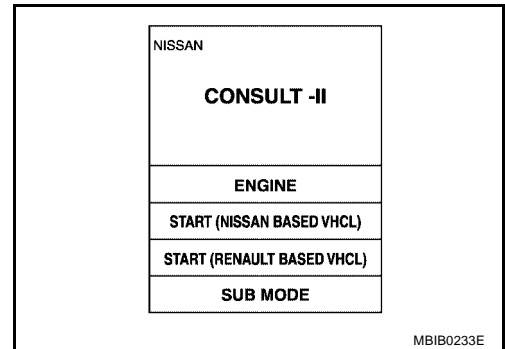 NISSAN
CONSULT -II
ENGINE
START (NISSAN BASED VHCL)
START (RENAULT BASED VHCL)
SUB MODE
MBIB0233E